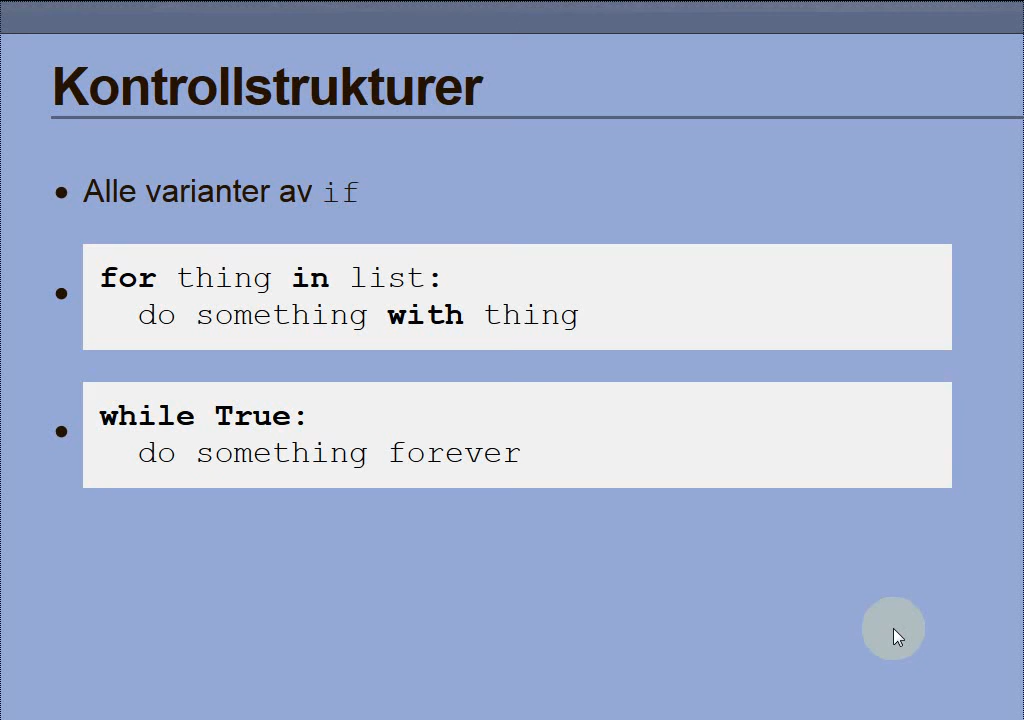 Kontrollstrukturer
Alle varianter av if
for thing in list:
do something with thing
while True:
do something forever